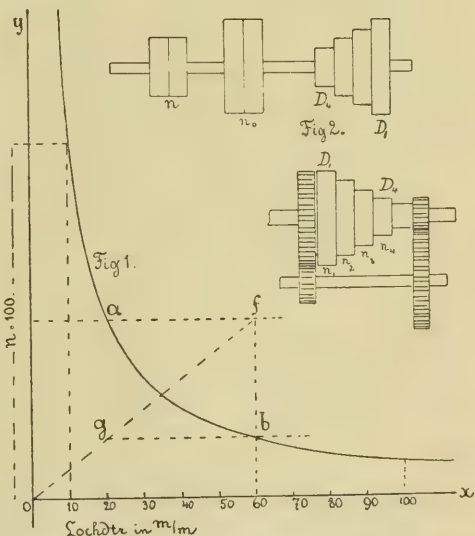 y
n
n₀
D₄
D₁
Fig 2.
D₁
D₄
n₁
n₂
n₃
n₄
Fig 1.
n = 100.
a
f
g
b
x
0
10 20 30 40 50 60 70 80 90 100
Lochdtr in m/m